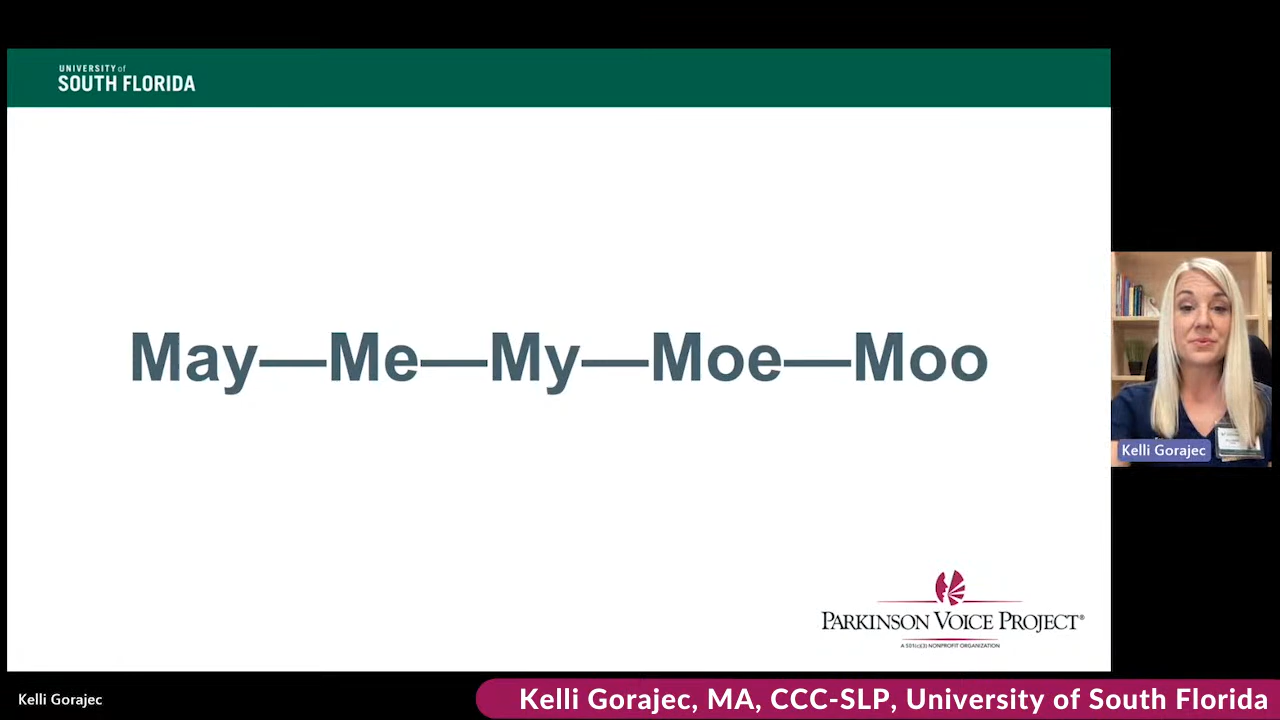 UNIVERSITY of
SOUTH FLORIDA
May—Me—My—Moe—Moo
Kelli Gorajec
PARKINSON VOICE PROJECT®
A 501(c)(3) NONPROFIT ORGANIZATION
Kelli Gorajec
Kelli Gorajec, MA, CCC-SLP, University of South Florida